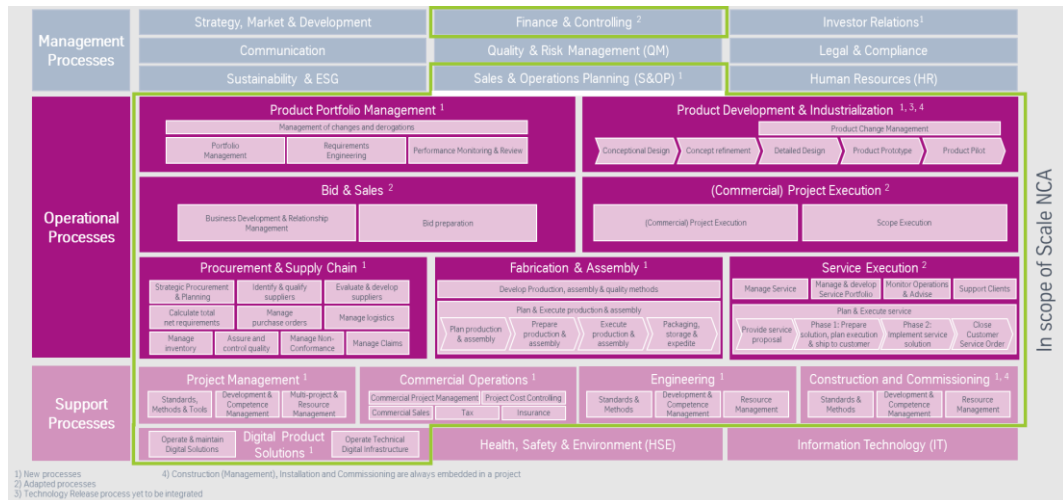 Management
Processes
Strategy, Market & Development
Finance & Controlling 2
Investor Relations1
Communication
Quality & Risk Management (QM)
Legal & Compliance
Sustainability & ESG
Sales & Operations Planning (S&OP) 1
Human Resources (HR)
Operational
Processes
Product Portfolio Management 1
Management of changes and derogations
Portfolio
Management
Requirements
Engineering
Performance Monitoring & Review
Product Development & Industrialization 1, 3, 4
Product Change Management
Conceptional Design
Concept refinement
Detailed Design
Product Prototype
Product Pilot
Bid & Sales 2
Business Development & Relationship
Management
Bid preparation
(Commercial) Project Execution 2
(Commercial) Project Execution
Scope Execution
Procurement & Supply Chain 1
Strategic Procurement
& Planning
Identify & qualify
suppliers
Evaluate & develop
suppliers
Calculate total
net requirements
Manage
purchase orders
Manage logistics
Manage
inventory
Assure and
control quality
Manage Non-
Conformance
Manage Claims
Fabrication & Assembly 1
Develop Production, assembly & quality methods
Plan & Execute production & assembly
Plan production
& assembly
Prepare
production &
assembly
Execute
production &
assembly
Packaging,
storage &
expedite
Service Execution 2
Manage Service
Manage & develop
Service Portfolio
Monitor Operations
& Advise
Support Clients
Plan & Execute service
Provide service
proposal
Phase 1: Prepare
solution, plan execution
& ship to customer
Phase 2:
Implement service
solution
Close
Customer
Service Order
Support
Processes
Project Management 1
Standards,
Methods & Tools
Development &
Competence
Management
Multi-project &
Resource
Management
Commercial Operations 1
Commercial Project Management
Project Cost Controlling
Commercial Sales
Tax
Insurance
Engineering 1
Standards &
Methods
Development &
Competence
Management
Resource
Management
Construction and Commissioning 1, 4
Standards &
Methods
Development &
Competence
Management
Resource
Management
Operate & maintain
Digital Solutions
Digital Product
Solutions 1
Operate Technical
Digital Infrastructure
Health, Safety & Environment (HSE)
Information Technology (IT)
In scope of Scale NCA
1) New processes
2) Adapted processes
3) Technology Release process yet to be integrated
4) Construction (Management), Installation and Commissioning are always embedded in a project